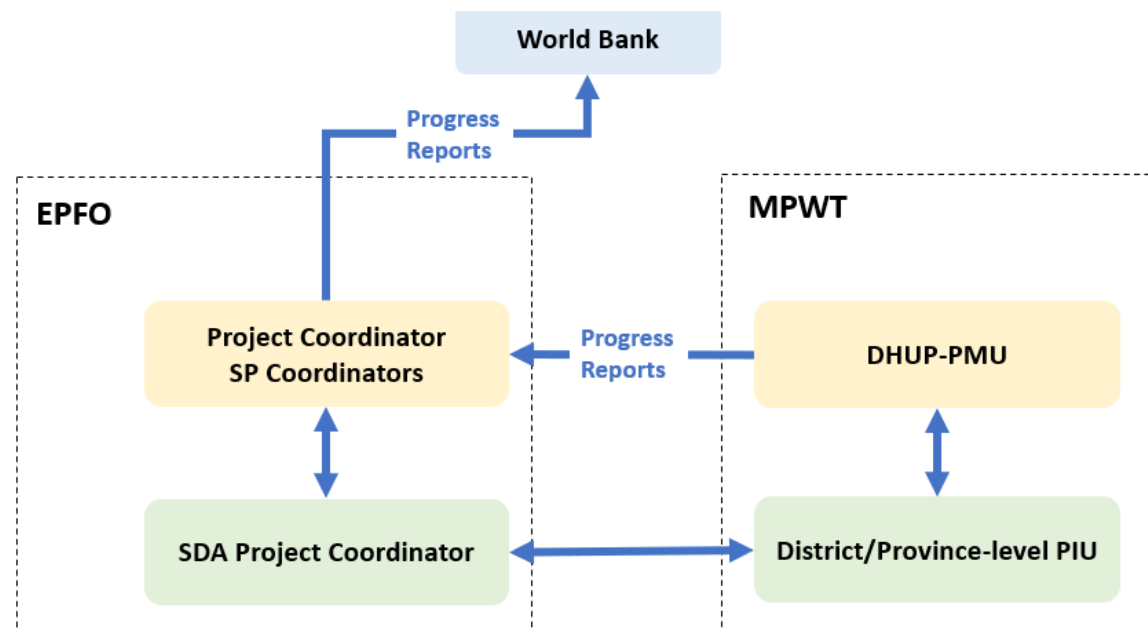 World Bank
Progress
Reports
EPFO
MPWT
Project Coordinator
SP Coordinators
Progress
Reports
DHUP-PMU
SDA Project Coordinator
District/Province-level PIU